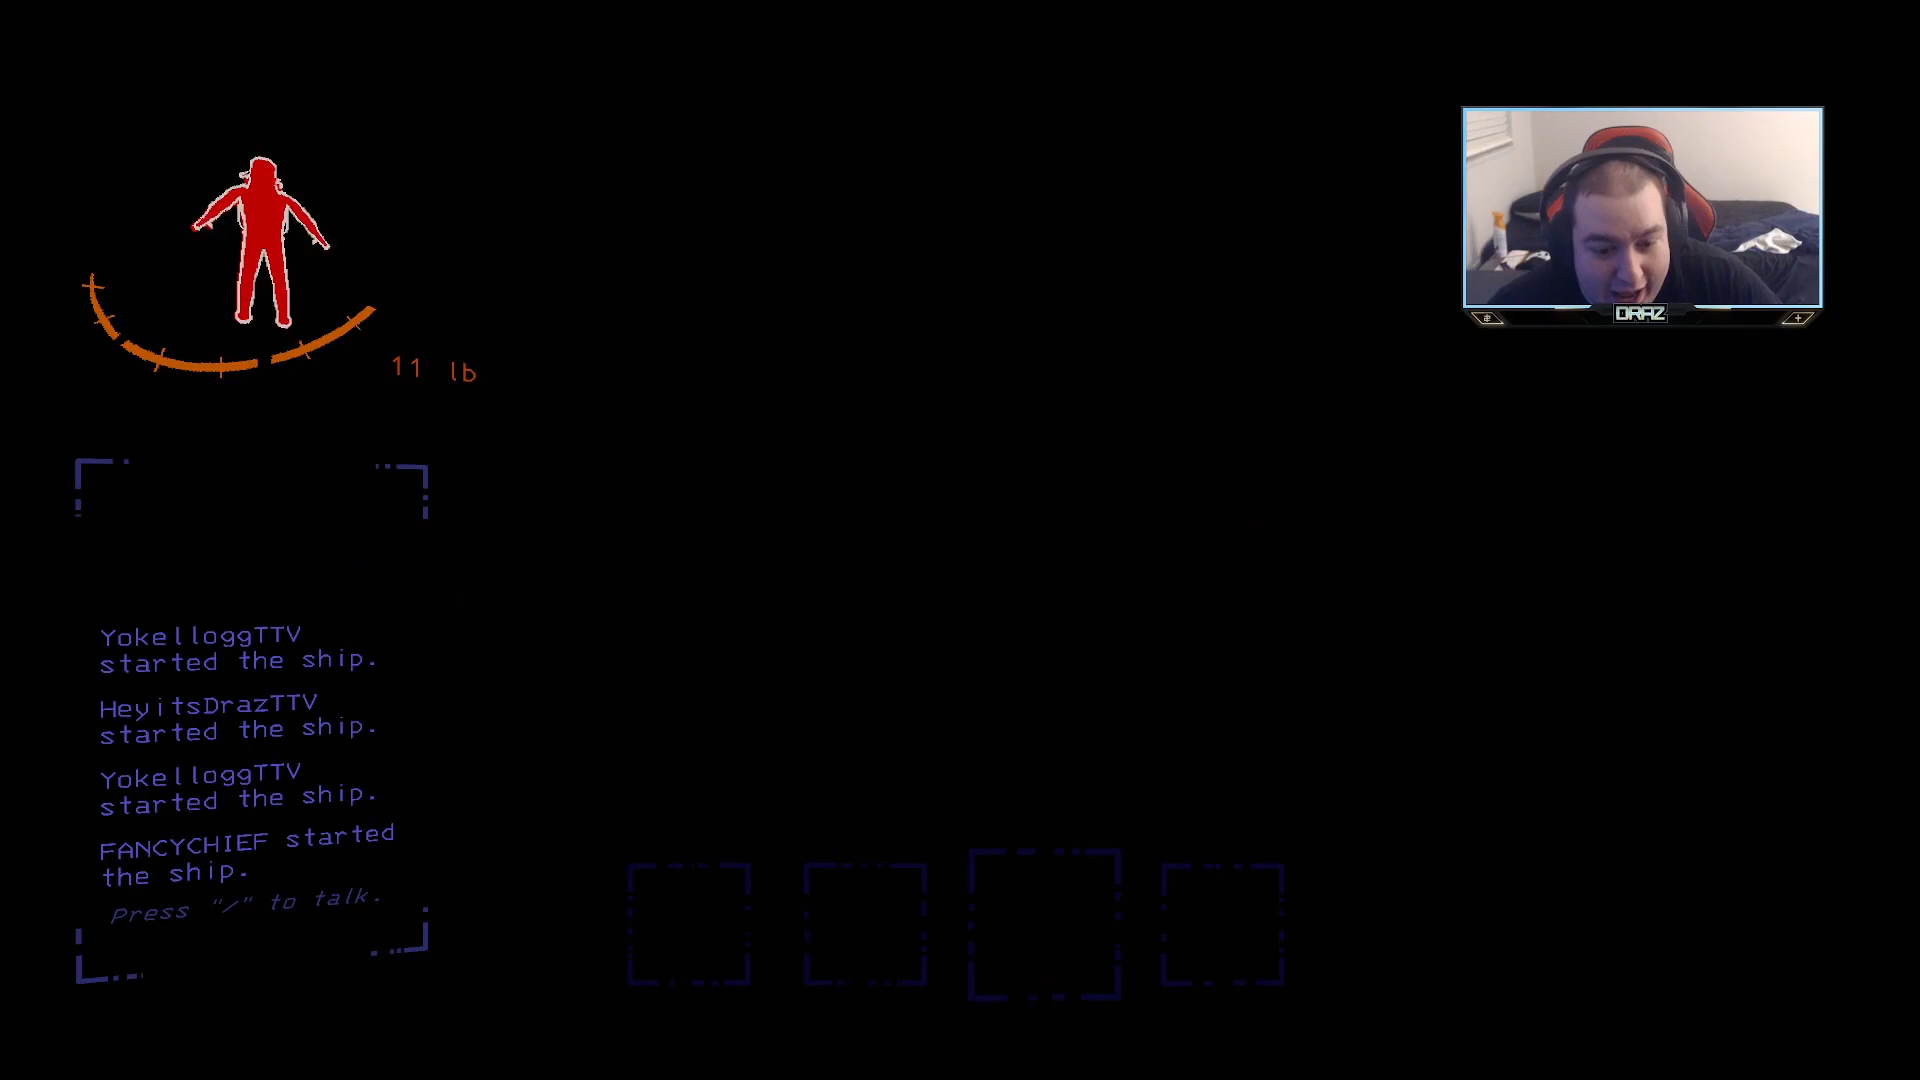 DRAZ
11 lb
YokelloggTTV
started the ship.
HeyitsDrazTTV
started the ship.
YokelloggTTV
started the ship.
FANCYCHIEF started
the ship.
Press "/" to talk.